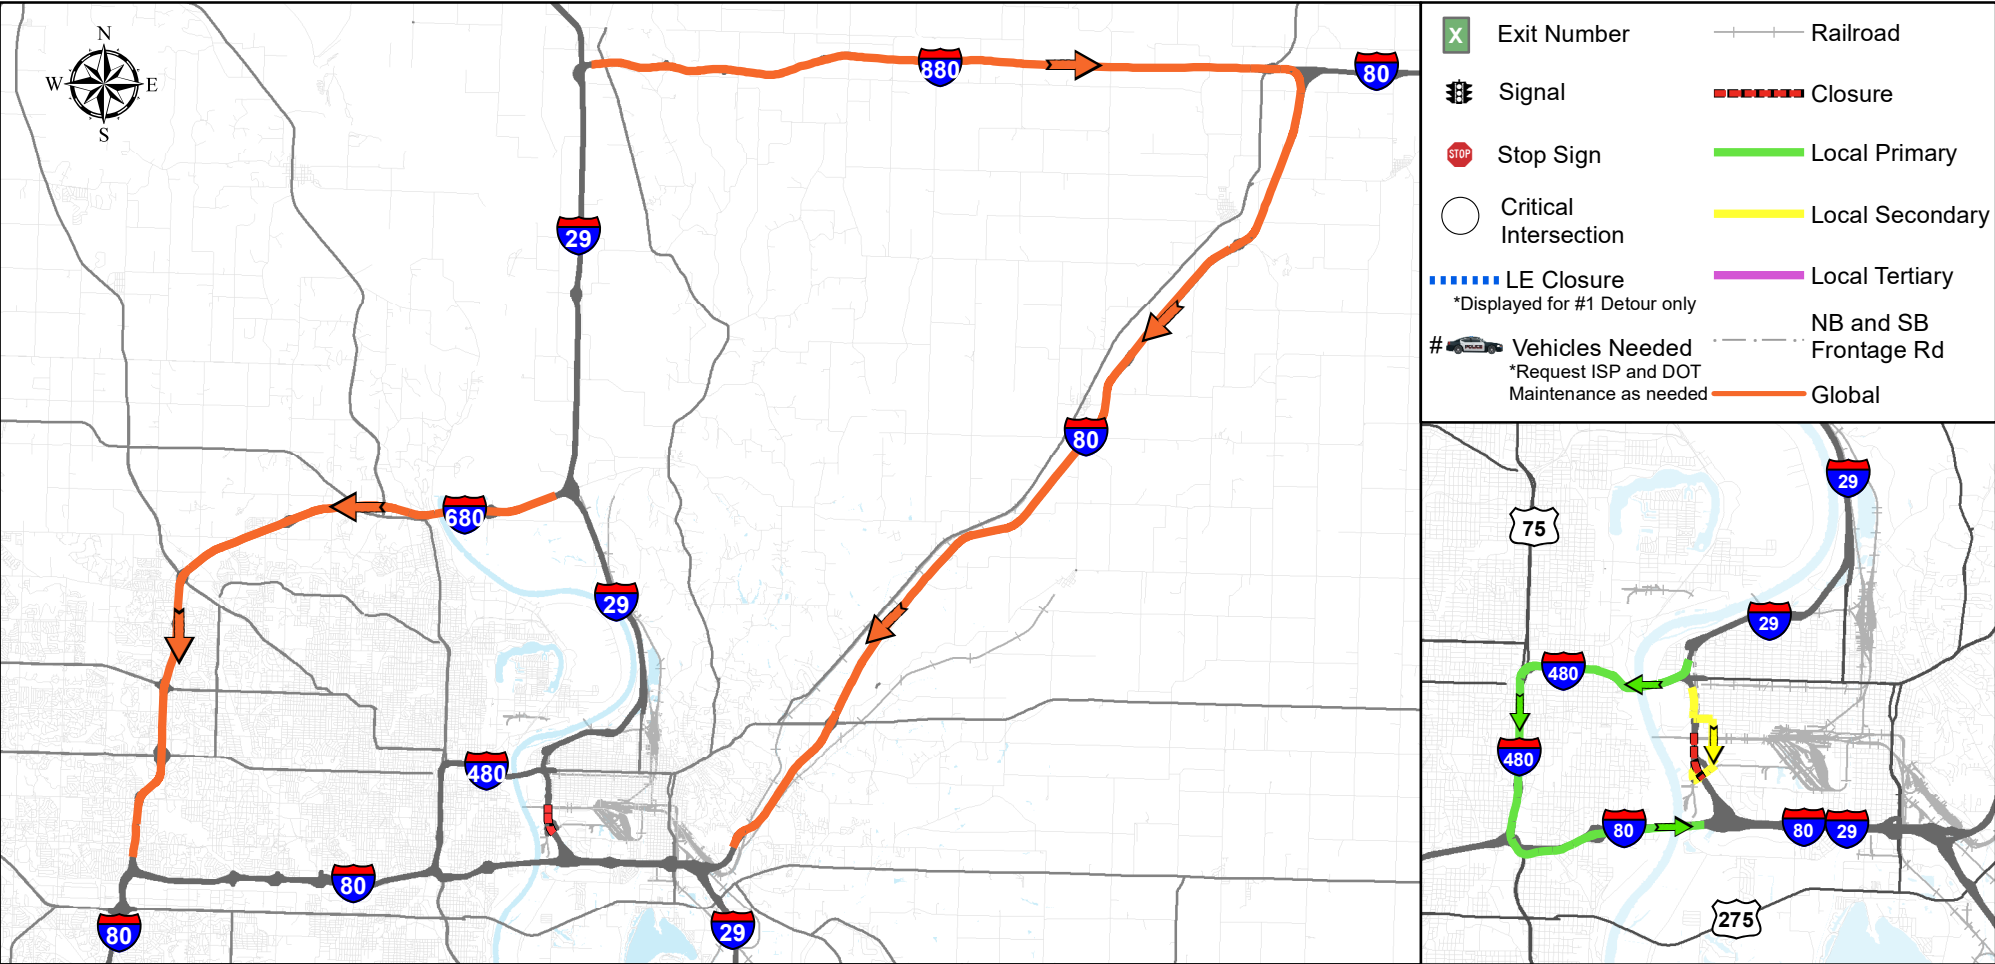 N
W
E
S
880
80
29
80
680
29
480
80
80
29
X
Exit Number
Railroad
Signal
Closure
STOP
Stop Sign
Local Primary
Critical
Intersection
Local Secondary
LE Closure
*Displayed for #1 Detour only
Local Tertiary
#
POLICE
Vehicles Needed
*Request ISP and DOT
Maintenance as needed
NB and SB
Frontage Rd
Global
29
75
29
480
480
80
80
29
275